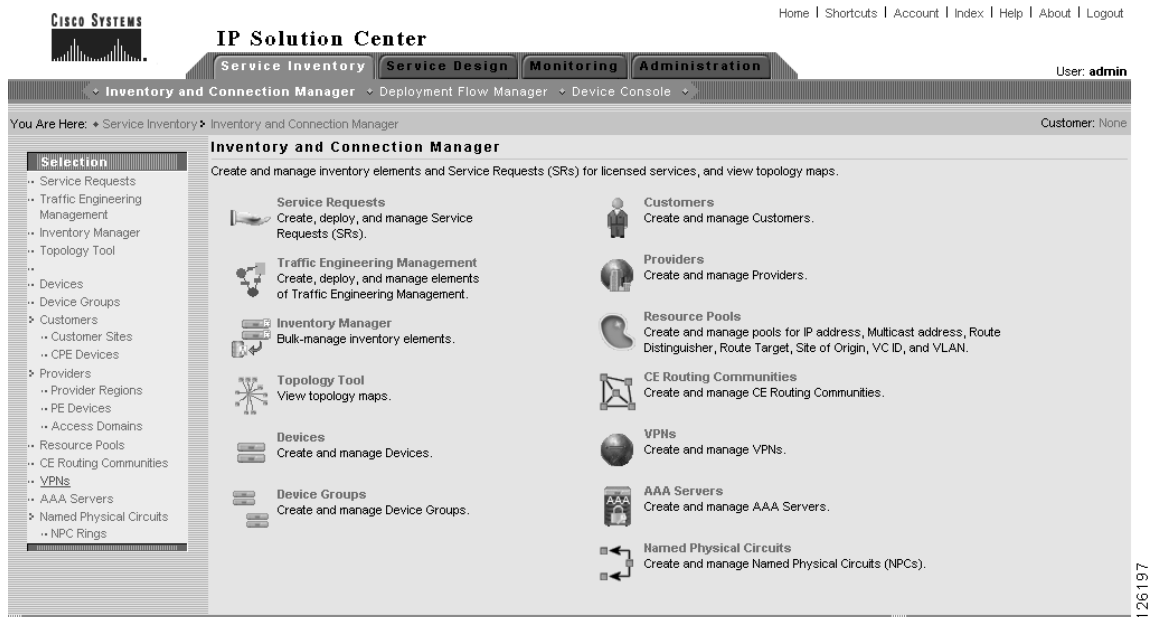 CISCO SYSTEMS
Home | Shortcuts | Account | Index | Help | About | Logout
IP Solution Center
Service Inventory Service Design Monitoring Administration
User: admin
Inventory and Connection Manager Deployment Flow Manager Device Console
You Are Here: Service Inventory Inventory and Connection Manager
Customer: None
Selection
Service Requests
Traffic Engineering
Management
Inventory Manager
Topology Tool
Devices
Device Groups
Customers
Customer Sites
CPE Devices
Providers
Provider Regions
PE Devices
Access Domains
Resource Pools
CE Routing Communities
VPNs
AAA Servers
Named Physical Circuits
NPC Rings
Inventory and Connection Manager
Create and manage inventory elements and Service Requests (SRs) for licensed services, and view topology maps.
Service Requests
Create, deploy, and manage Service
Requests (SRs).
Traffic Engineering Management
Create, deploy, and manage elements
of Traffic Engineering Management.
Inventory Manager
Bulk-manage inventory elements.
Topology Tool
View topology maps.
Devices
Create and manage Devices.
Device Groups
Create and manage Device Groups.
Customers
Create and manage Customers.
Providers
Create and manage Providers.
Resource Pools
Create and manage pools for IP address, Multicast address, Route
Distinguisher, Route Target, Site of Origin, VC ID, and VLAN.
CE Routing Communities
Create and manage CE Routing Communities.
VPNs
Create and manage VPNs.
AAA
AAA Servers
Create and manage AAA Servers.
Named Physical Circuits
Create and manage Named Physical Circuits (NPCs).
126197